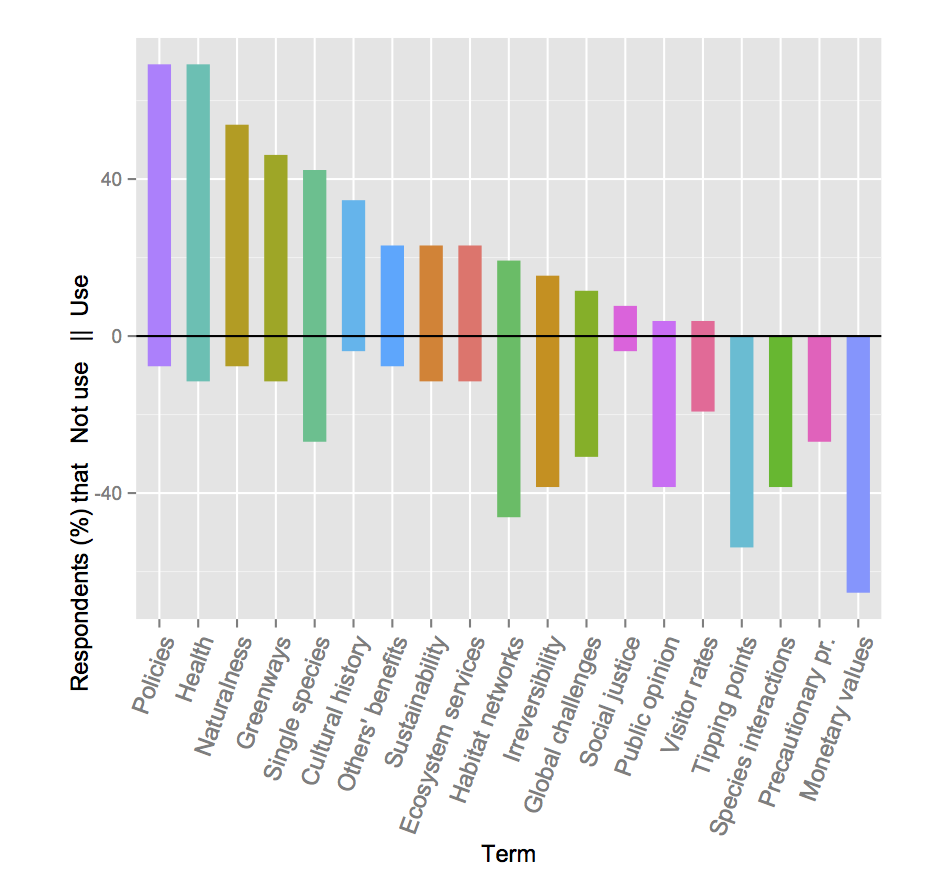 Respondents (%) that   Not use   ||  Use
40
0
-40
Policies
Health
Naturalness
Greenways
Single species
Cultural history
Others' benefits
Sustainability
Ecosystem services
Habitat networks
Irreversibility
Global challenges
Social justice
Public opinion
Visitor rates
Tipping points
Species interactions
Precautionary pr.
Monetary values
Term